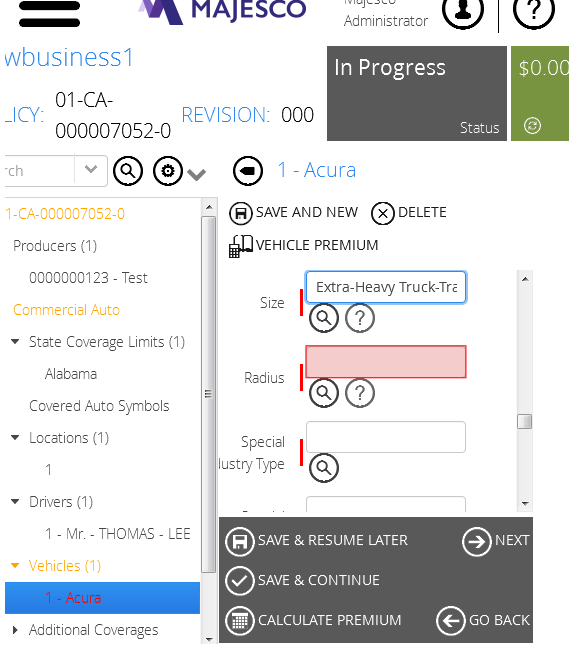 MAJESCO
Majesco
Administrator
?
wbusiness1
LICY: 01-CA-000007052-0 REVISION: 000
In Progress
Status
$0.00
rch
1 - Acura
1-CA-000007052-0
Producers (1)
0000000123 - Test
Commercial Auto
State Coverage Limits (1)
Alabama
Covered Auto Symbols
Locations (1)
1
Drivers (1)
1 - Mr. - THOMAS - LEE
Vehicles (1)
1 - Acura
Additional Coverages
SAVE AND NEW DELETE
VEHICLE PREMIUM
Size Extra-Heavy Truck-Tra
?
Radius
?
Special
dustry Type
SAVE & RESUME LATER NEXT
SAVE & CONTINUE
CALCULATE PREMIUM GO BACK